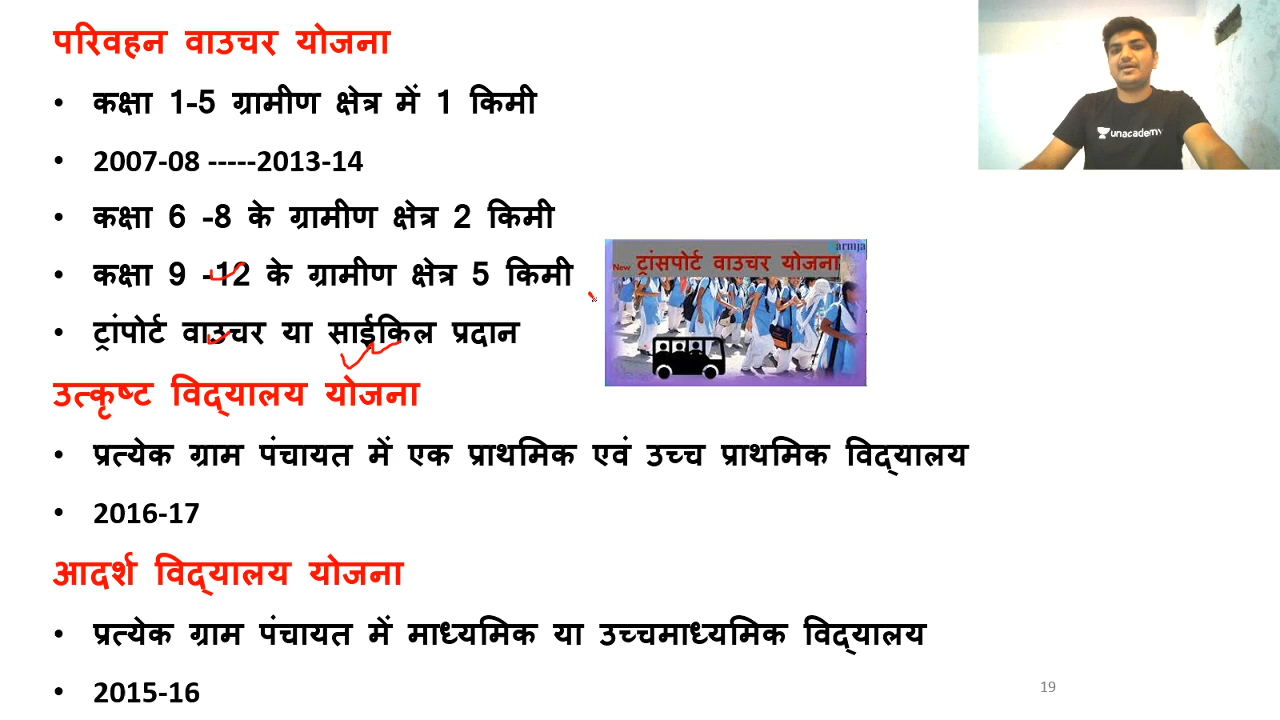 परिवहन वाउचर योजना
• कक्षा 1-5 ग्रामीण क्षेत्र में 1 किमी
• 2007-08 -----2013-14
• कक्षा 6 -8 के ग्रामीण क्षेत्र 2 किमी
• कक्षा 9 -12 के ग्रामीण क्षेत्र 5 किमी
• ट्रांपोर्ट वाउचर या साईकिल प्रदान
unacademy
armja
New ट्रांसपोर्ट वाउचर योजना
उत्कृष्ट विद्यालय योजना
• प्रत्येक ग्राम पंचायत में एक प्राथमिक एवं उच्च प्राथमिक विद्यालय
• 2016-17
आदर्श विद्यालय योजना
• प्रत्येक ग्राम पंचायत में माध्यमिक या उच्चमाध्यमिक विद्यालय
• 2015-16
19